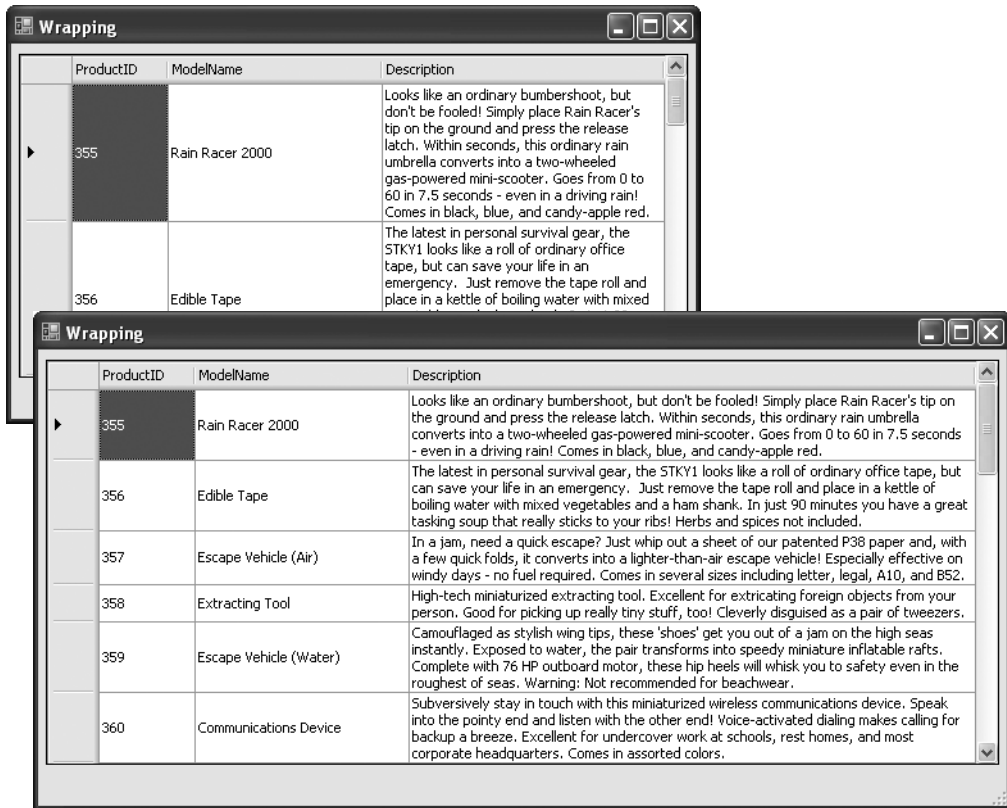 Wrapping
ProductID ModelName Description
355 Rain Racer 2000
Looks like an ordinary bumbershoot, but
don't be fooled! Simply place Rain Racer's
tip on the ground and press the release
latch. Within seconds, this ordinary rain
umbrella converts into a two-wheeled
gas-powered mini-scooter. Goes from 0 to
60 in 7.5 seconds - even in a driving rain!
Comes in black, blue, and candy-apple red.
356 Edible Tape
The latest in personal survival gear, the
STKY1 looks like a roll of ordinary office
tape, but can save your life in an
emergency.  Just remove the tape roll and
place in a kettle of boiling water with mixed
Wrapping
ProductID ModelName Description
355 Rain Racer 2000
Looks like an ordinary bumbershoot, but don't be fooled! Simply place Rain Racer's tip on
the ground and press the release latch. Within seconds, this ordinary rain umbrella
converts into a two-wheeled gas-powered mini-scooter. Goes from 0 to 60 in 7.5 seconds
- even in a driving rain! Comes in black, blue, and candy-apple red.
356 Edible Tape
The latest in personal survival gear, the STKY1 looks like a roll of ordinary office tape, but
can save your life in an emergency.  Just remove the tape roll and place in a kettle of
boiling water with mixed vegetables and a ham shank. In just 90 minutes you have a great
tasting soup that really sticks to your ribs! Herbs and spices not included.
357 Escape Vehicle (Air)
In a jam, need a quick escape? Just whip out a sheet of our patented P38 paper and, with
a few quick folds, it converts into a lighter-than-air escape vehicle! Especially effective on
windy days - no fuel required. Comes in several sizes including letter, legal, A10, and B52.
358 Extracting Tool
High-tech miniaturized extracting tool. Excellent for extricating foreign objects from your
person. Good for picking up really tiny stuff, too! Cleverly disguised as a pair of tweezers.
359 Escape Vehicle (Water)
Camouflaged as stylish wing tips, these 'shoes' get you out of a jam on the high seas
instantly. Exposed to water, the pair transforms into speedy miniature inflatable rafts.
Complete with 76 HP outboard motor, these hip heels will whisk you to safety even in the
roughest of seas. Warning: Not recommended for beachwear.
360 Communications Device
Subversively stay in touch with this miniaturized wireless communications device. Speak
into the pointy end and listen with the other end! Voice-activated dialing makes calling for
backup a breeze. Excellent for undercover work at schools, rest homes, and most
corporate headquarters. Comes in assorted colors.